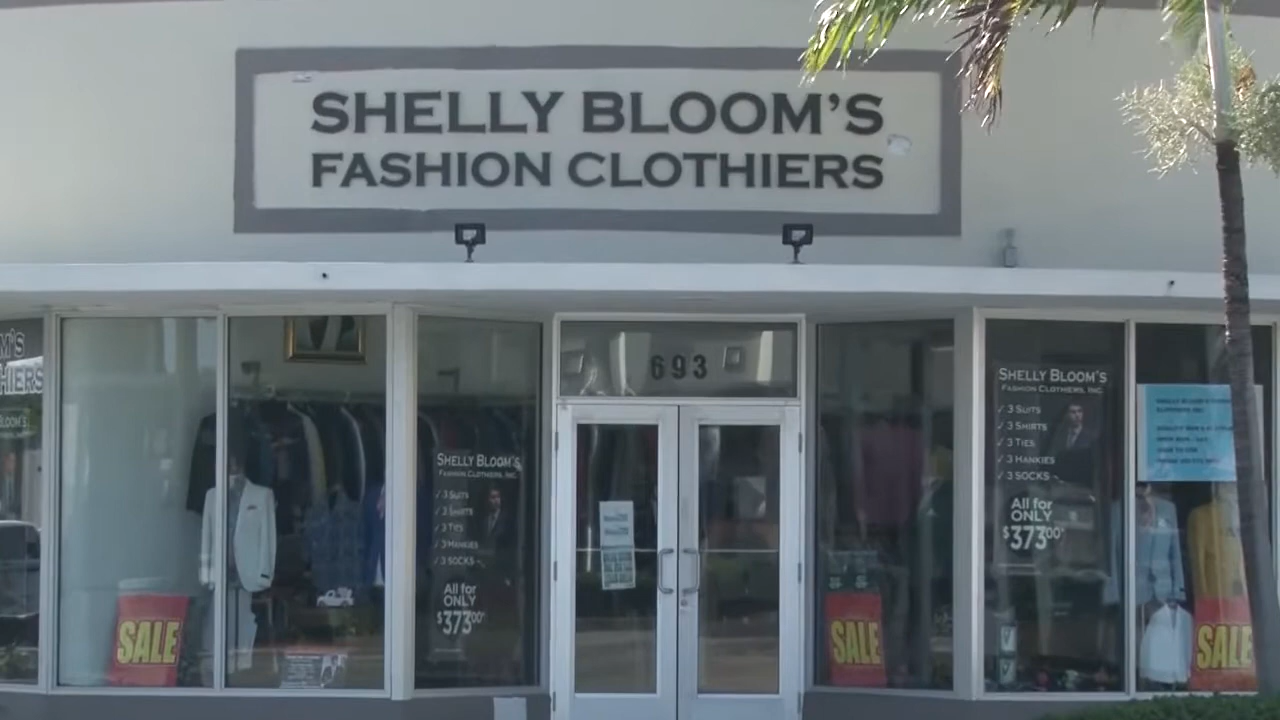 SHELLY BLOOM'S
FASHION CLOTHIERS
693
M'S
HIERS
BLOOM'S
SHELLY BLOOM'S
FASHION CLOTHIERS, INC.
✓ 3 SUITS
✓ 3 SHIRTS
✓ 3 TIES
✓ 3 HANKIES
✓ 3 SOCKS
All for
ONLY
$373.00
SHELLY BLOOM'S
FASHION CLOTHIERS, INC.
✓ 3 SUITS
✓ 3 SHIRTS
✓ 3 TIES
✓ 3 HANKIES
✓ 3 SOCKS
All for
ONLY
$373.00
SALE
SALE
SALE